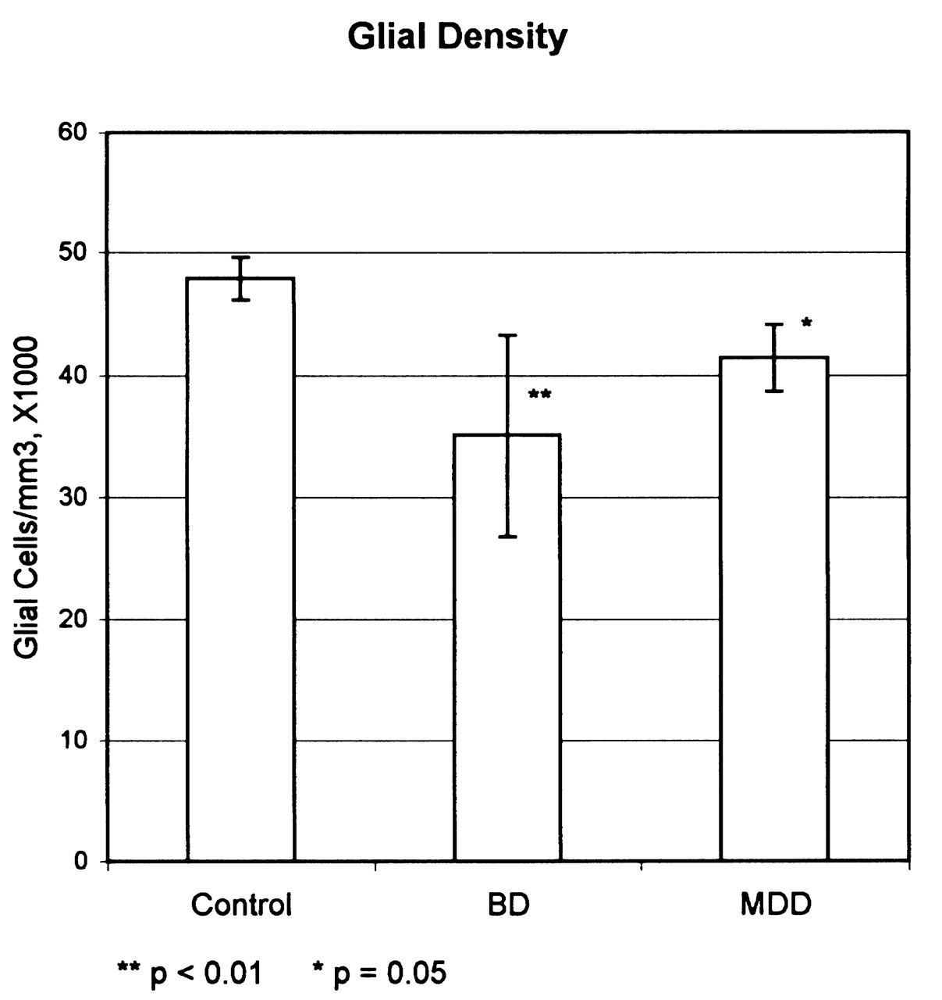 Glial Density
60
50
40
30
20
10
0
Glial Cells/mm3, X1000
**
*
Control BD MDD
** p < 0.01 * p = 0.05